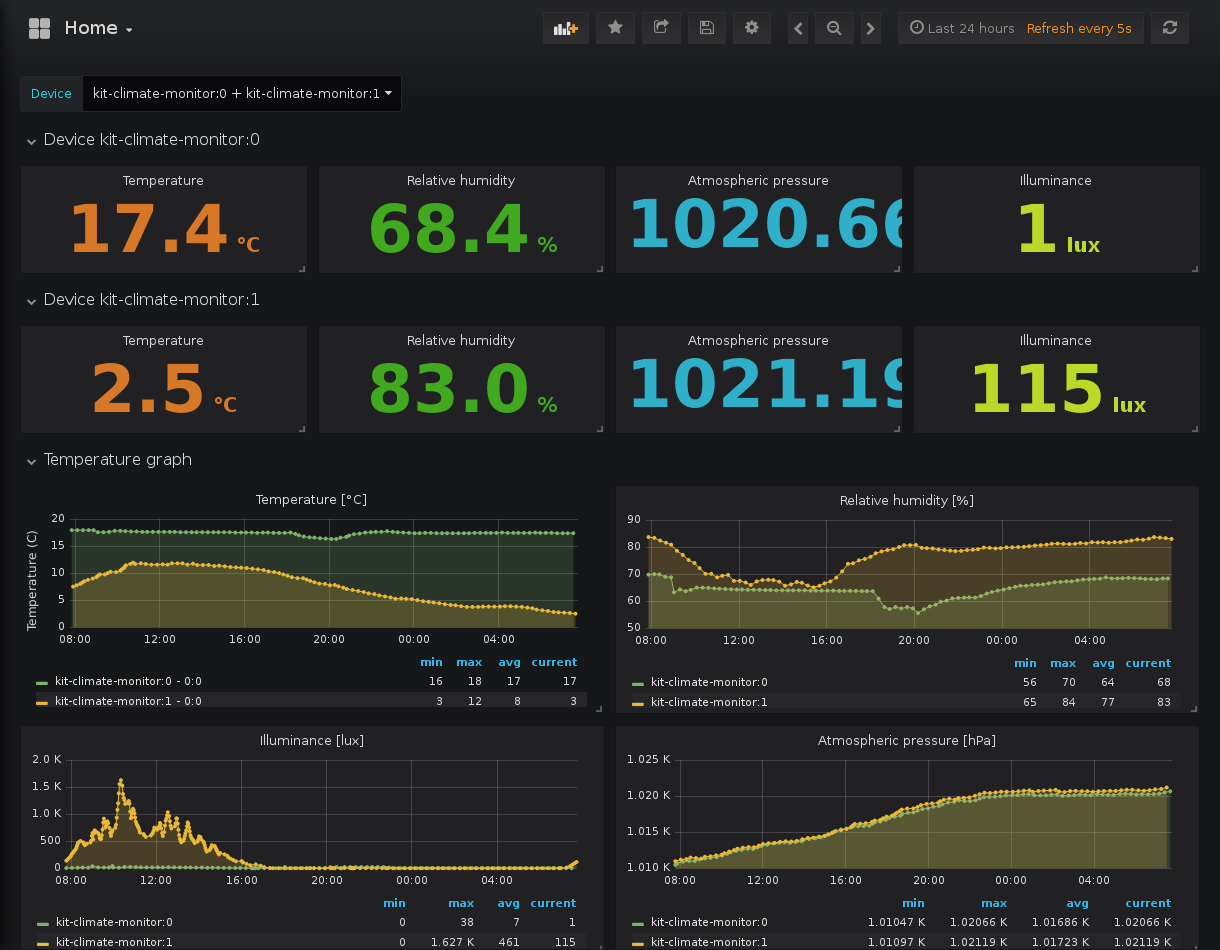 Home
Last 24 hours Refresh every 5s
Device kit-climate-monitor:0 + kit-climate-monitor:1
Device kit-climate-monitor:0
Temperature Relative humidity Atmospheric pressure Illuminance
17.4 °C 68.4 % 1020.66 1 lux
Device kit-climate-monitor:1
Temperature Relative humidity Atmospheric pressure Illuminance
2.5 °C 83.0 % 1021.19 115 lux
Temperature graph
Temperature [°C]
Temperature (C)
20
15
10
5
0
08:00 12:00 16:00 20:00 00:00 04:00
min max avg current
kit-climate-monitor:0 - 0:0 16 18 17 17
kit-climate-monitor:1 - 0:0 3 12 8 3
Relative humidity [%]
90
80
70
60
50
08:00 12:00 16:00 20:00 00:00 04:00
min max avg current
kit-climate-monitor:0 56 70 64 68
kit-climate-monitor:1 65 84 77 83
Illuminance [lux]
2.0 K
1.5 K
1.0 K
500
0
08:00 12:00 16:00 20:00 00:00 04:00
min max avg current
kit-climate-monitor:0 0 38 7 1
kit-climate-monitor:1 0 1.627 K 461 115
Atmospheric pressure [hPa]
1.025 K
1.020 K
1.015 K
1.010 K
08:00 12:00 16:00 20:00 00:00 04:00
min max avg current
kit-climate-monitor:0 1.01047 K 1.02066 K 1.01686 K 1.02066 K
kit-climate-monitor:1 1.01097 K 1.02119 K 1.01723 K 1.02119 K